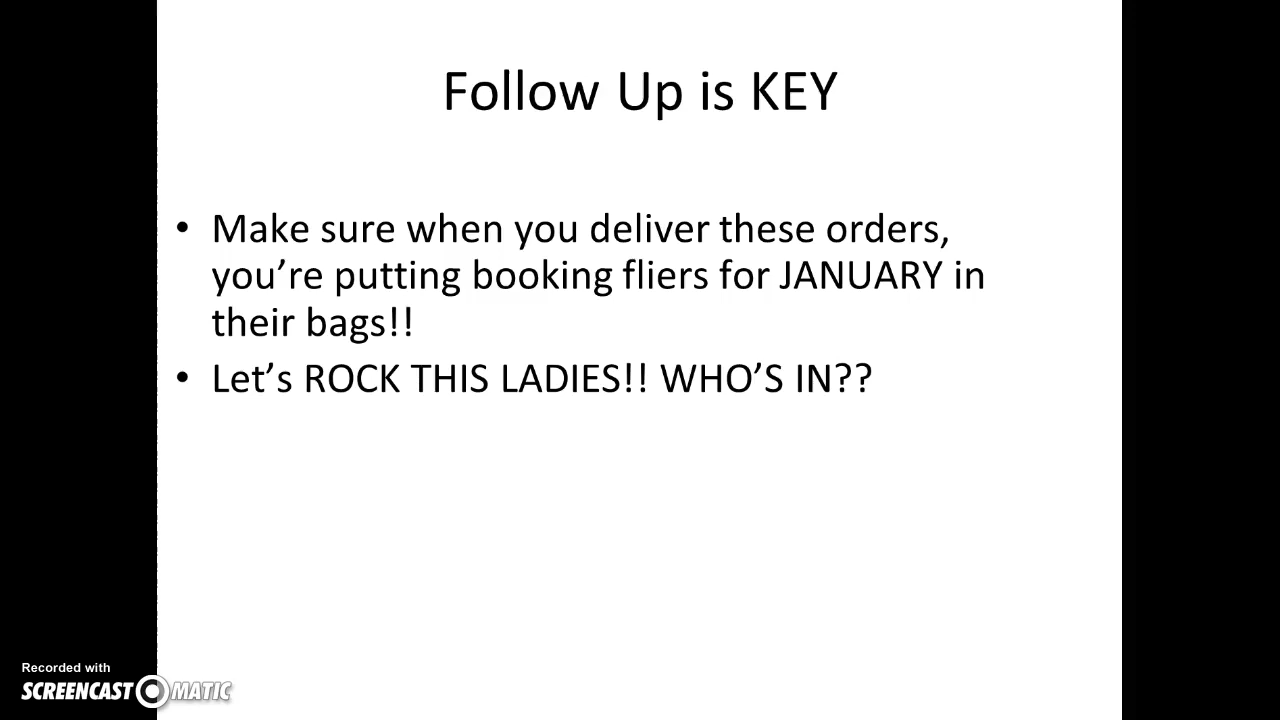 Follow Up is KEY
• Make sure when you deliver these orders,
you’re putting booking fliers for JANUARY in
their bags!!
• Let’s ROCK THIS LADIES!! WHO’S IN??
Recorded with
SCREENCAST MATIC